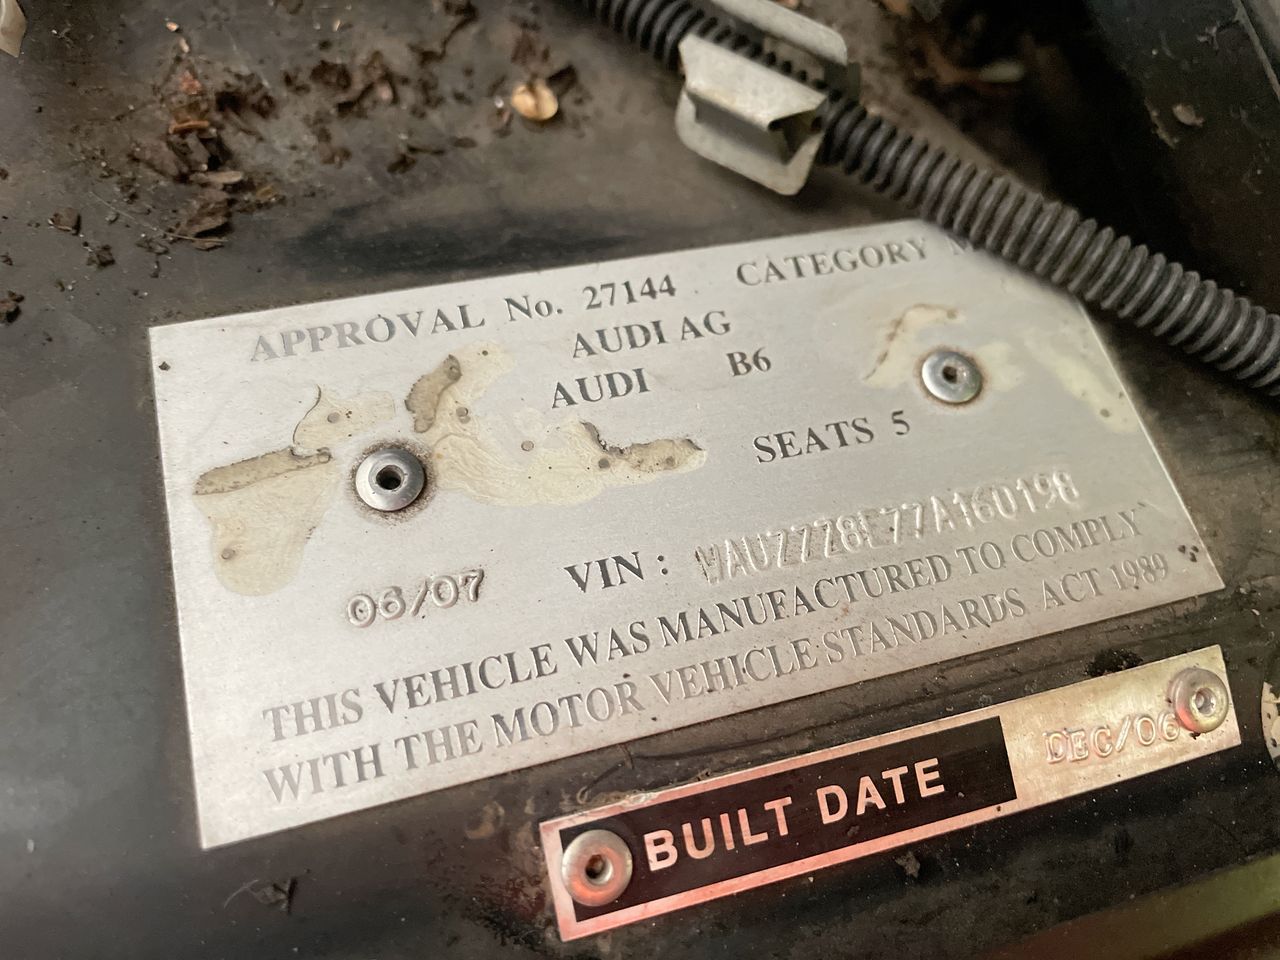 APPROVAL No. 27144 CATEGORY M
AUDI AG
AUDI B6
SEATS 5
06/07 VIN: WAUZZZ8E77A160198
THIS VEHICLE WAS MANUFACTURED TO COMPLY
WITH THE MOTOR VEHICLE STANDARDS ACT 1989
BUILT DATE DEC/06